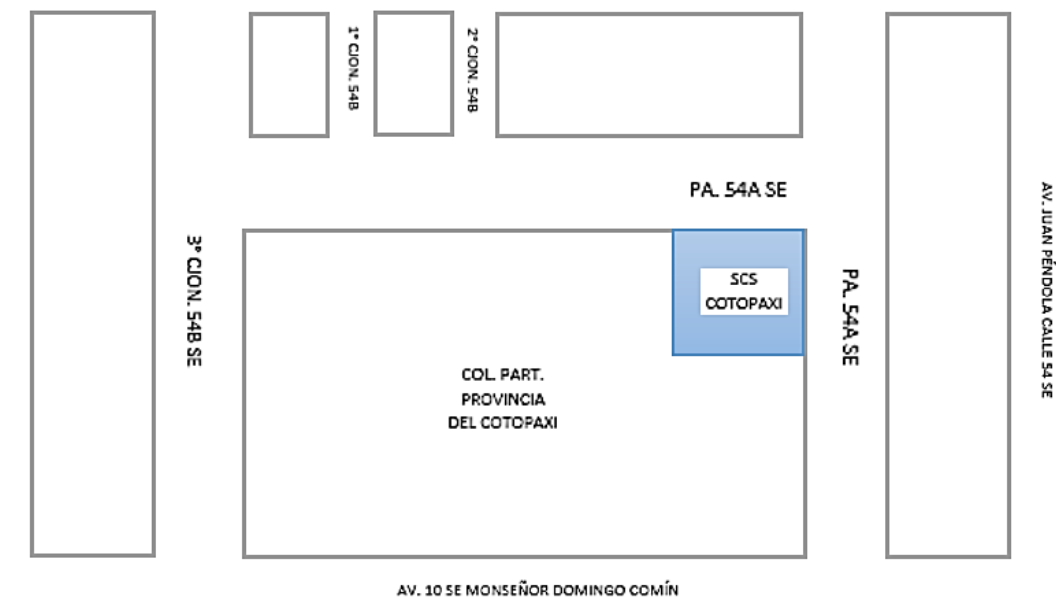 1° CJON. 54B
2° CJON. 54B
PA. 54A SE
3° CJON. 54B SE
SCS
COTOPAXI
PA. 54A SE
AV. JUAN PÉNDOLA CALLE 54 SE
COL. PART.
PROVINCIA
DEL COTOPAXI
AV. 10 SE MONSEÑOR DOMINGO COMÍN